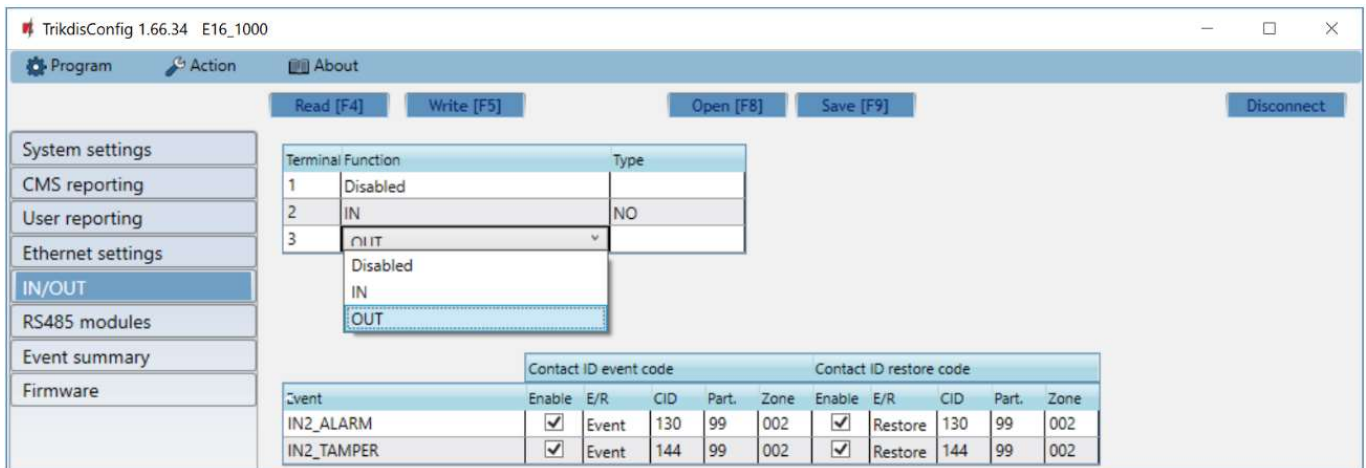 TrikdisConfig 1.66.34 E16_1000
Program Action About
Read [F4] Write [F5] Open [F8] Save [F9] Disconnect
System settings
CMS reporting
User reporting
Ethernet settings
IN/OUT
RS485 modules
Event summary
Firmware
Terminal Function Type
1 Disabled
2 IN NO
3 OUT
Disabled
IN
OUT
Contact ID event code Contact ID restore code
Event Enable E/R CID Part. Zone Enable E/R CID Part. Zone
IN2_ALARM Event 130 99 002 Restore 130 99 002
IN2_TAMPER Event 144 99 002 Restore 144 99 002